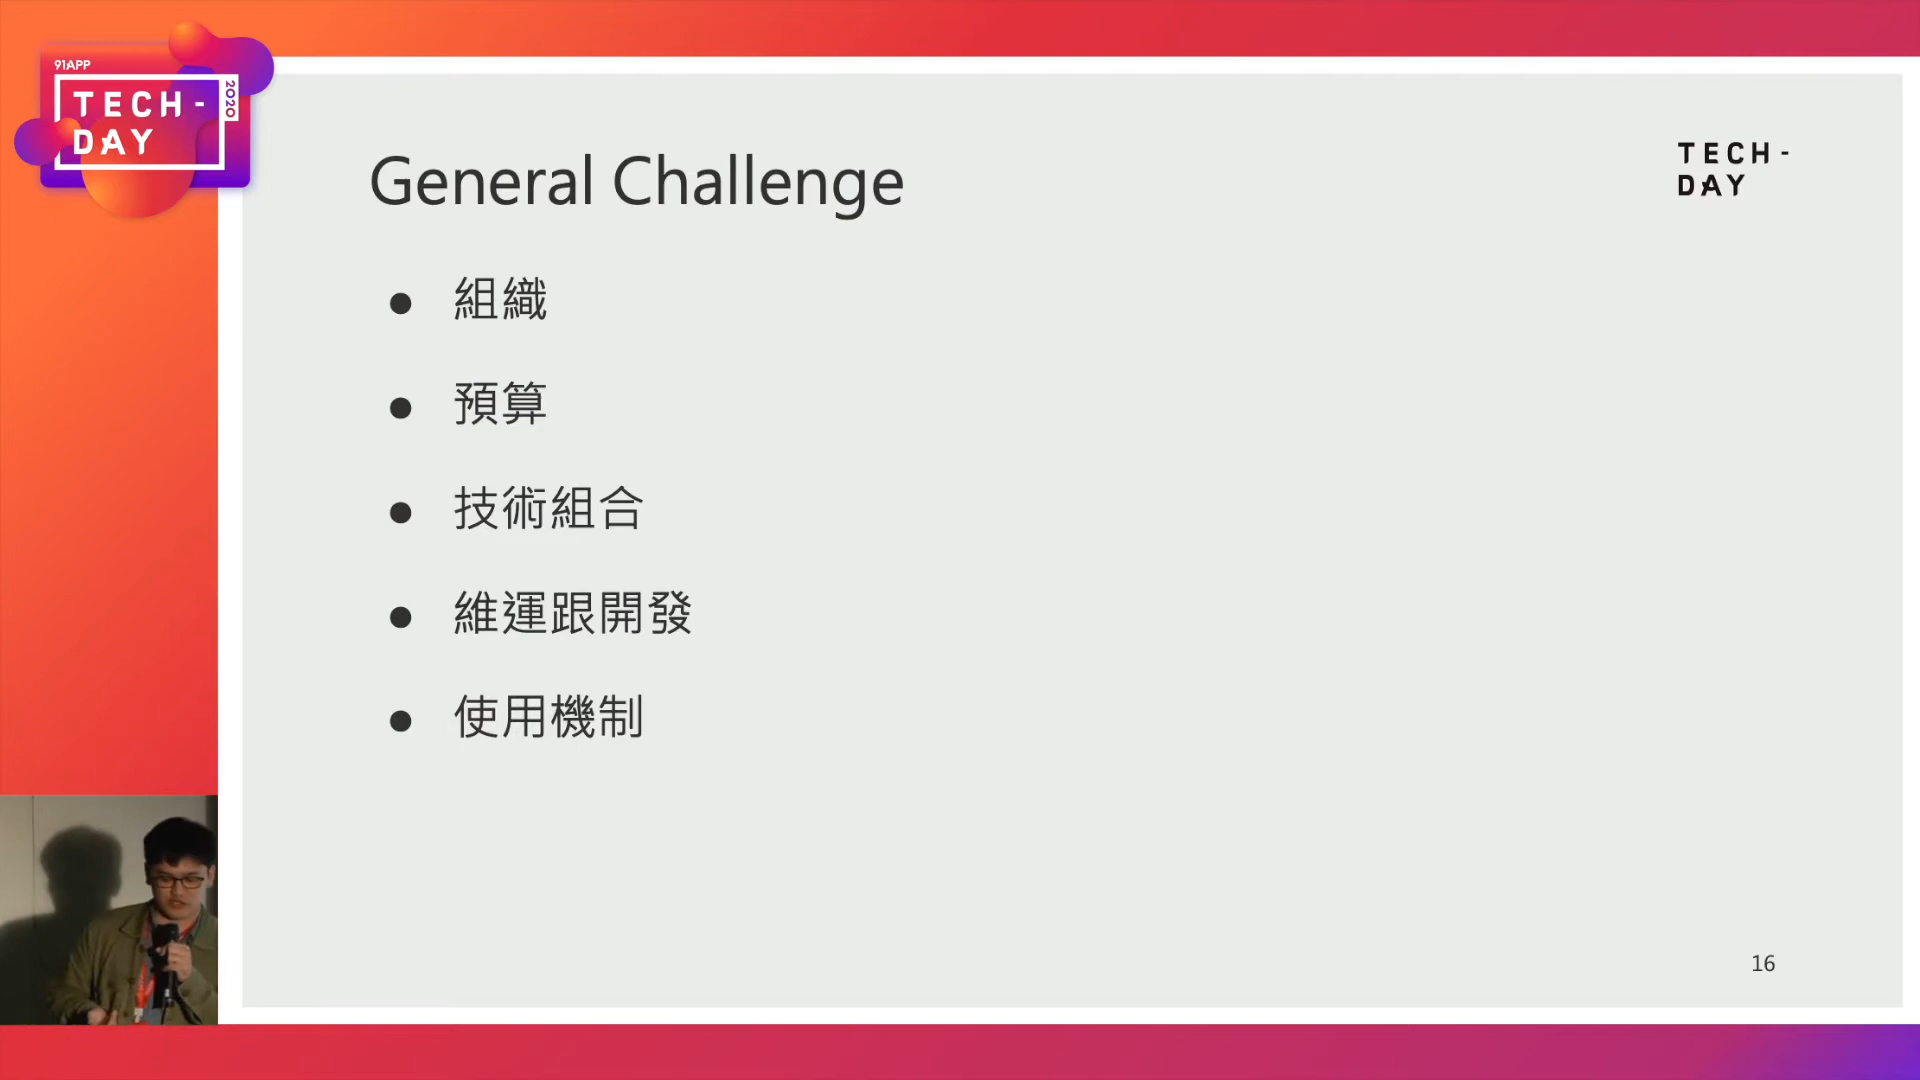 91APP
TECH-
DAY
2020
General Challenge
TECH-
DAY
● 組織
● 預算
● 技術組合
● 維運跟開發
● 使用機制
16